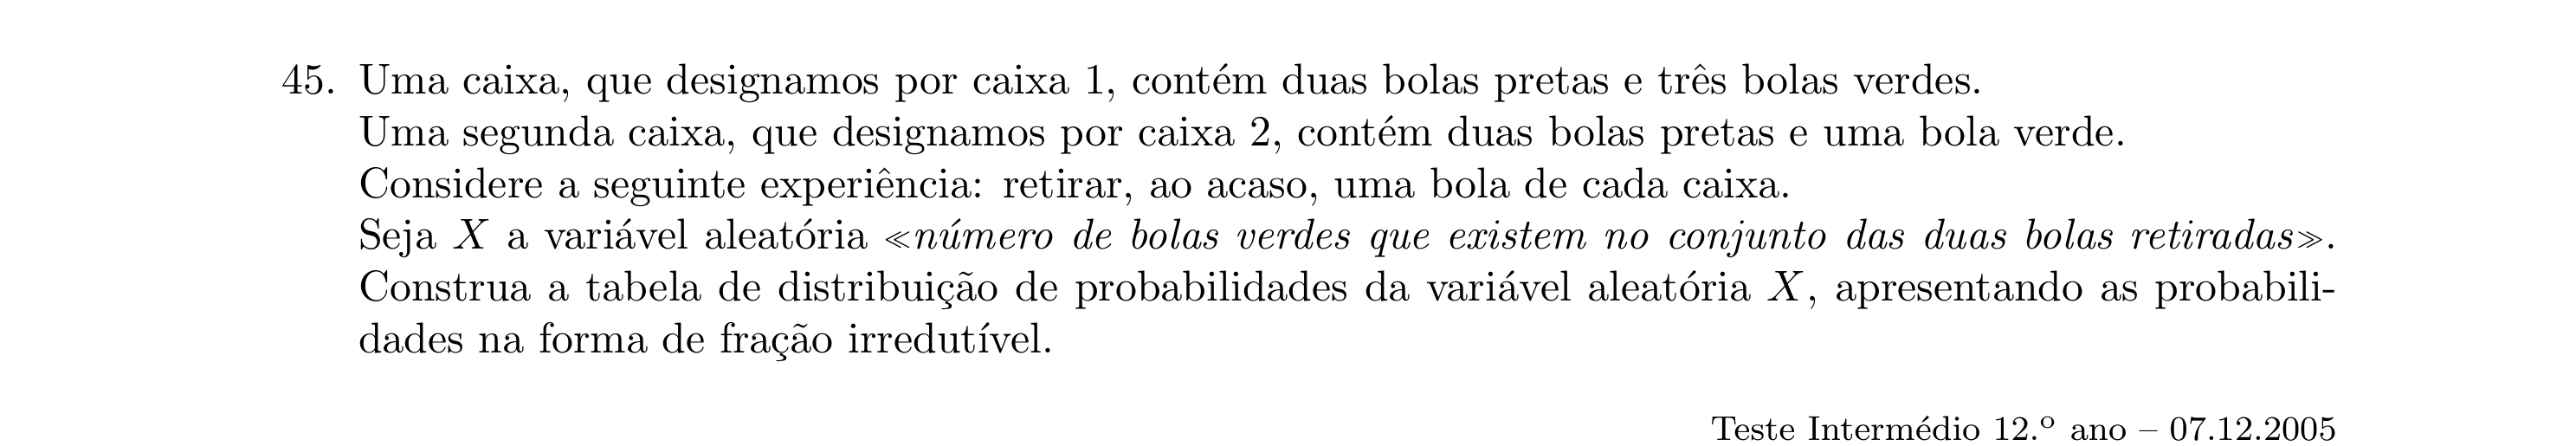 45. Uma caixa, que designamos por caixa 1, contém duas bolas pretas e três bolas verdes.
Uma segunda caixa, que designamos por caixa 2, contém duas bolas pretas e uma bola verde.
Considere a seguinte experiência: retirar, ao acaso, uma bola de cada caixa.
Seja X a variável aleatória ≪número de bolas verdes que existem no conjunto das duas bolas retiradas≫.
Construa a tabela de distribuição de probabilidades da variável aleatória X, apresentando as probabili-
dades na forma de fração irredutível.
Teste Intermédio 12.º ano – 07.12.2005